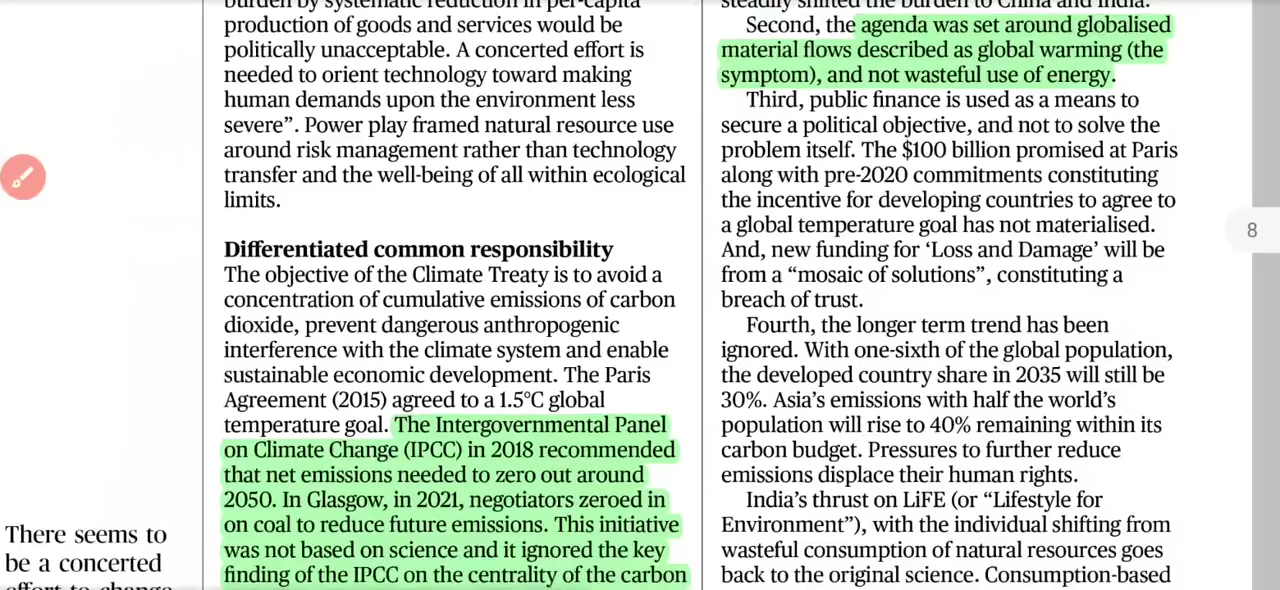 burden by systematic reduction in per-capita
production of goods and services would be
politically unacceptable. A concerted effort is
needed to orient technology toward making
human demands upon the environment less
severe”. Power play framed natural resource use
around risk management rather than technology
transfer and the well-being of all within ecological
limits.
Differentiated common responsibility
The objective of the Climate Treaty is to avoid a
concentration of cumulative emissions of carbon
dioxide, prevent dangerous anthropogenic
interference with the climate system and enable
sustainable economic development. The Paris
Agreement (2015) agreed to a 1.5°C global
temperature goal. The Intergovernmental Panel
on Climate Change (IPCC) in 2018 recommended
that net emissions needed to zero out around
2050. In Glasgow, in 2021, negotiators zeroed in
on coal to reduce future emissions. This initiative
was not based on science and it ignored the key
finding of the IPCC on the centrality of the carbon
steadily shifted the burden to China and India.
Second, the agenda was set around globalised
material flows described as global warming (the
symptom), and not wasteful use of energy.
Third, public finance is used as a means to
secure a political objective, and not to solve the
problem itself. The $100 billion promised at Paris
along with pre-2020 commitments constituting
the incentive for developing countries to agree to
a global temperature goal has not materialised.
And, new funding for ‘Loss and Damage’ will be
from a “mosaic of solutions”, constituting a
breach of trust.
Fourth, the longer term trend has been
ignored. With one-sixth of the global population,
the developed country share in 2035 will still be
30%. Asia’s emissions with half the world’s
population will rise to 40% remaining within its
carbon budget. Pressures to further reduce
emissions displace their human rights.
India’s thrust on LiFE (or “Lifestyle for
Environment”), with the individual shifting from
wasteful consumption of natural resources goes
back to the original science. Consumption-based
There seems to
be a concerted
effort to change
8